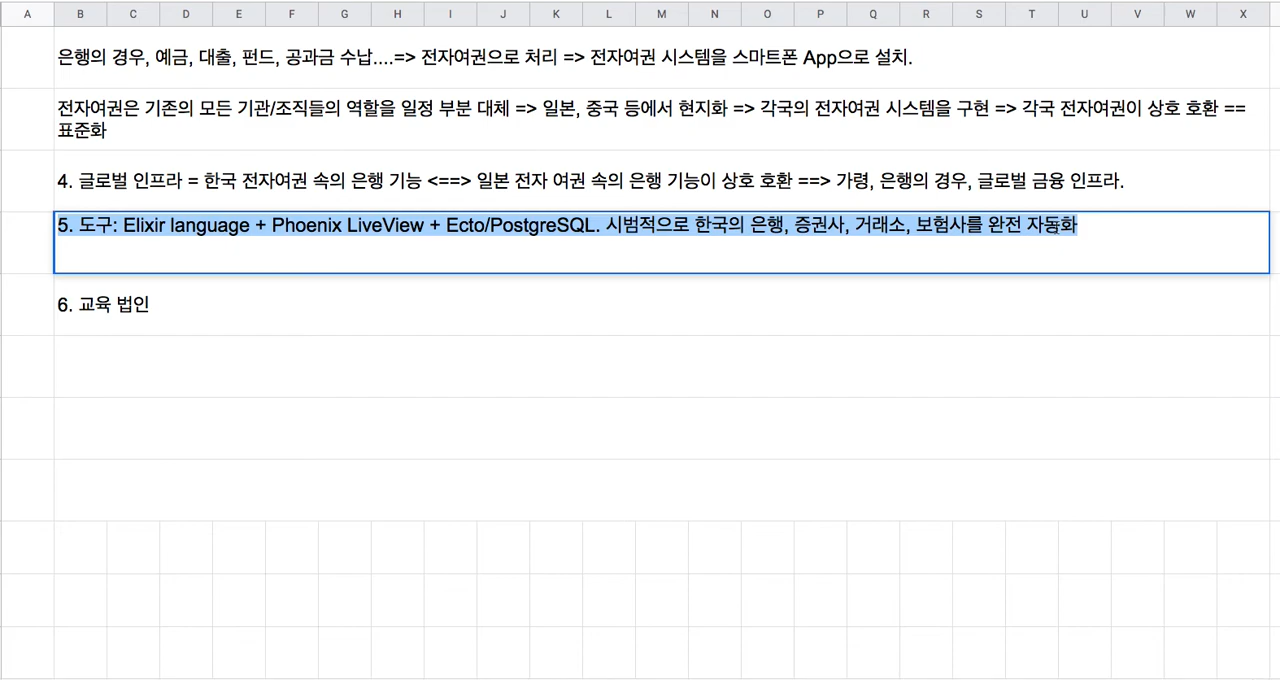 A B C D E F G H I J K L M N O P Q R S T U V W X
은행의 경우, 예금, 대출, 펀드, 공과금 수납....=> 전자여권으로 처리 => 전자여권 시스템을 스마트폰 App으로 설치.
전자여권은 기존의 모든 기관/조직들의 역할을 일정 부분 대체 => 일본, 중국 등에서 현지화 => 각국의 전자여권 시스템을 구현 => 각국 전자여권이 상호 호환 ==
표준화
4. 글로벌 인프라 = 한국 전자여권 속의 은행 기능 <==> 일본 전자 여권 속의 은행 기능이 상호 호환 ==> 가령, 은행의 경우, 글로벌 금융 인프라.
5. 도구: Elixir language + Phoenix LiveView + Ecto/PostgreSQL. 시범적으로 한국의 은행, 증권사, 거래소, 보험사를 완전 자동화
6. 교육 법인